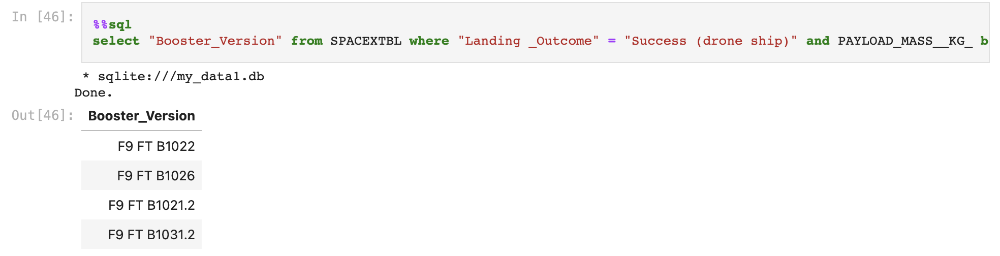 In [46]:
%%sql
select "Booster_Version" from SPACEXTBL where "Landing _Outcome" = "Success (drone ship)" and PAYLOAD_MASS__KG_ b
* sqlite:///my_data1.db
Done.
Out[46]:
Booster_Version
F9 FT B1022
F9 FT B1026
F9 FT B1021.2
F9 FT B1031.2